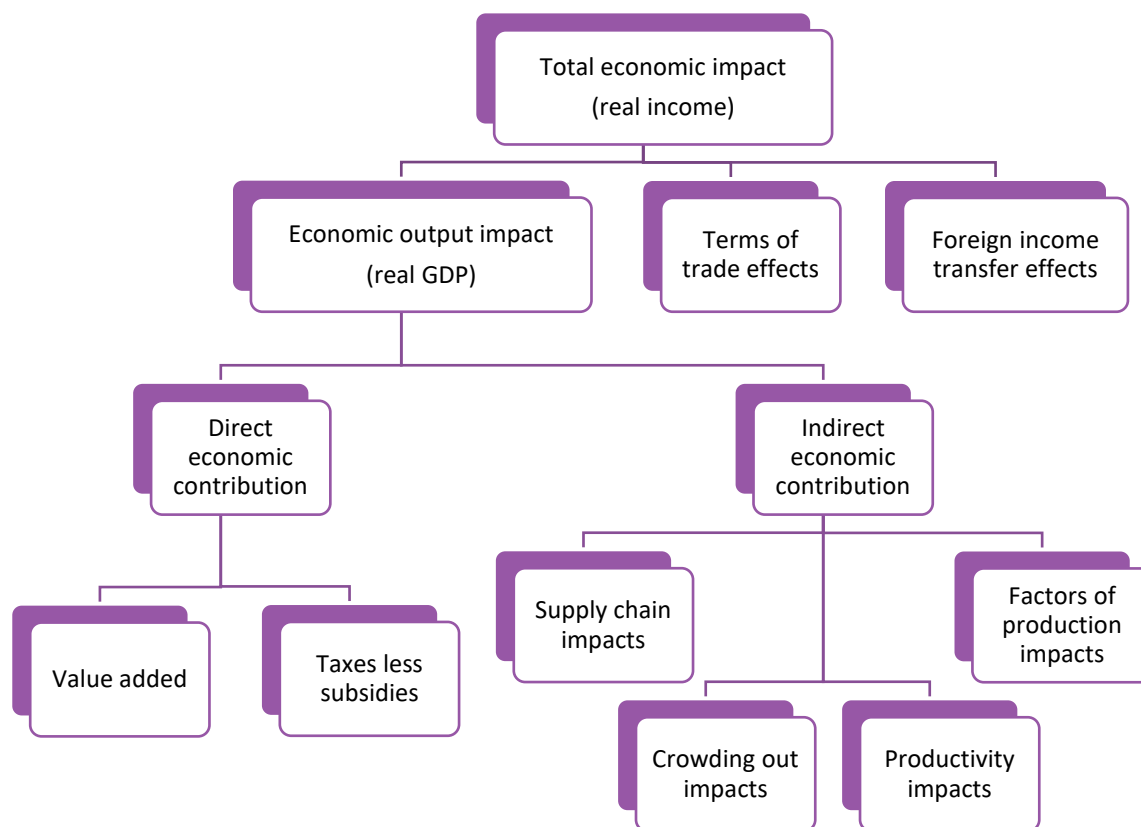 Total economic impact
(real income)
Economic output impact
(real GDP)
Terms of
trade effects
Foreign income
transfer effects
Direct
economic
contribution
Indirect
economic
contribution
Value added
Taxes less
subsidies
Supply chain
impacts
Factors of
production
impacts
Crowding out
impacts
Productivity
impacts